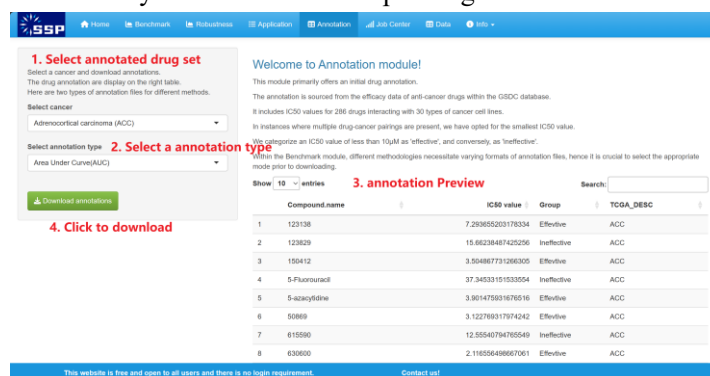 SSP Home Benchmark Robustness Application Annotation Job Center Data Info
1. Select annotated drug set
Select a cancer and download annotations.
The drug annotation are display on the right table.
Here are two types of annotation files for different methods.
Select cancer
Adrenocortical carcinoma (ACC)
Select annotation type
2. Select a annotation type
Area Under Curve(AUC)
Download annotations
4. Click to download
Welcome to Annotation module!
This module primarily offers an initial drug annotation.
The annotation is sourced from the efficacy data of anti-cancer drugs within the GSDC database.
It includes IC50 values for 286 drugs interacting with 30 types of cancer cell lines.
In instances where multiple drug-cancer pairings are present, we have opted for the smallest IC50 value.
We categorize an IC50 value of less than 10μM as 'effective', and conversely, as 'ineffective'.
Within the Benchmark module, different methodologies necessitate varying formats of annotation files, hence it is crucial to select the appropriate
mode prior to downloading.
Show 10 entries
3. annotation Preview
Search:
Compound.name IC50 value Group TCGA_DESC
1 123138 7.293655203178334 Effevtive ACC
2 123829 15.66238487425256 Ineffective ACC
3 150412 3.504867731266305 Effevtive ACC
4 5-Fluorouracil 37.34533151533554 Ineffective ACC
5 5-azacytidine 3.901475931676516 Effevtive ACC
6 50869 3.122769317974242 Effevtive ACC
7 615590 12.55540794765549 Ineffective ACC
8 630600 2.116556498667061 Effevtive ACC
This website is free and open to all users and there is no login requirement. Contact us!